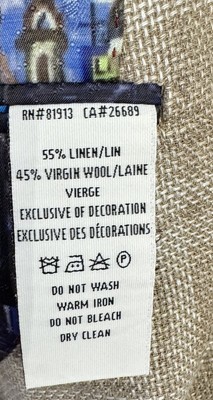 RN#81913 CA#26689
55% LINEN/LIN
45% VIRGIN WOOL/LAINE
VIERGE
EXCLUSIVE OF DECORATION
EXCLUSIVE DES DÉCORATIONS
P
DO NOT WASH
WARM IRON
DO NOT BLEACH
DRY CLEAN